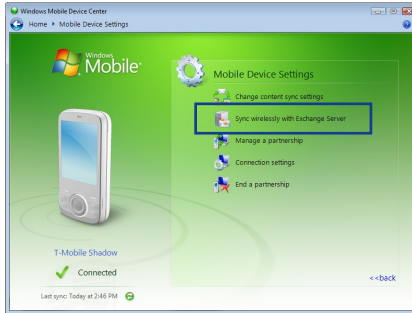 Windows Mobile Device Center
Home ▸ Mobile Device Settings
Windows
Mobile®
Mobile Device Settings
Change content sync settings
Sync wirelessly with Exchange Server
Manage a partnership
Connection settings
End a partnership
T-Mobile Shadow
Connected
<<back
Last sync: Today at 2:46 PM